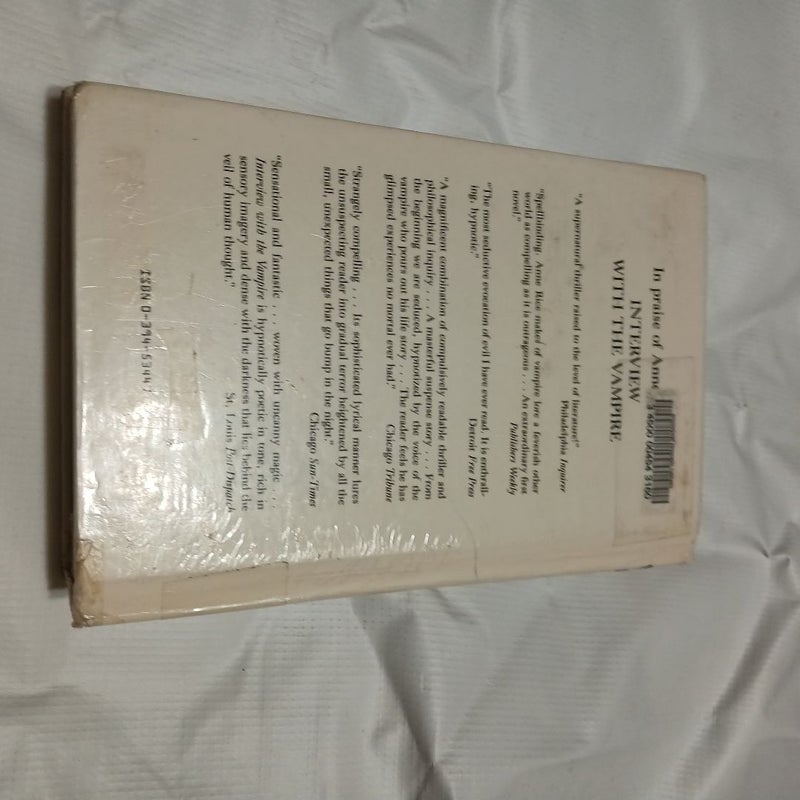 In praise of Anne
INTERVIEW
WITH THE VAMPIRE
3 4600 00454 3160
"A supernatural thriller raised to the level of literature!"
Philadelphia Inquirer
"Spellbinding. Anne Rice makes of vampire lore a feverish other
world as compelling as it is outrageous . . . An extraordinary first
novel."
Publishers Weekly
"The most seductive evocation of evil I have ever read. It is enthrall-
ing, hypnotic."
Detroit Free Press
"A magnificent combination of compulsively readable thriller and
philosophical inquiry . . . A masterful suspense story . . . From
the beginning we are seduced, hypnotized by the voice of the
vampire who pours out his life story . . . The reader feels he has
glimpsed experiences no mortal ever had."
Chicago Tribune
"Strangely compelling . . . Its sophisticated lyrical manner lures
the unsuspecting reader into gradual terror heightened by all the
small, unexpected things that go bump in the night."
Chicago Sun-Times
"Sensational and fantastic . . . woven with uncanny magic . . .
Interview with the Vampire is hypnotically poetic in tone, rich in
sensory imagery and dense with the darkness that lies behind the
veil of human thought."
St. Louis Post-Dispatch
ISBN 0-394-53443